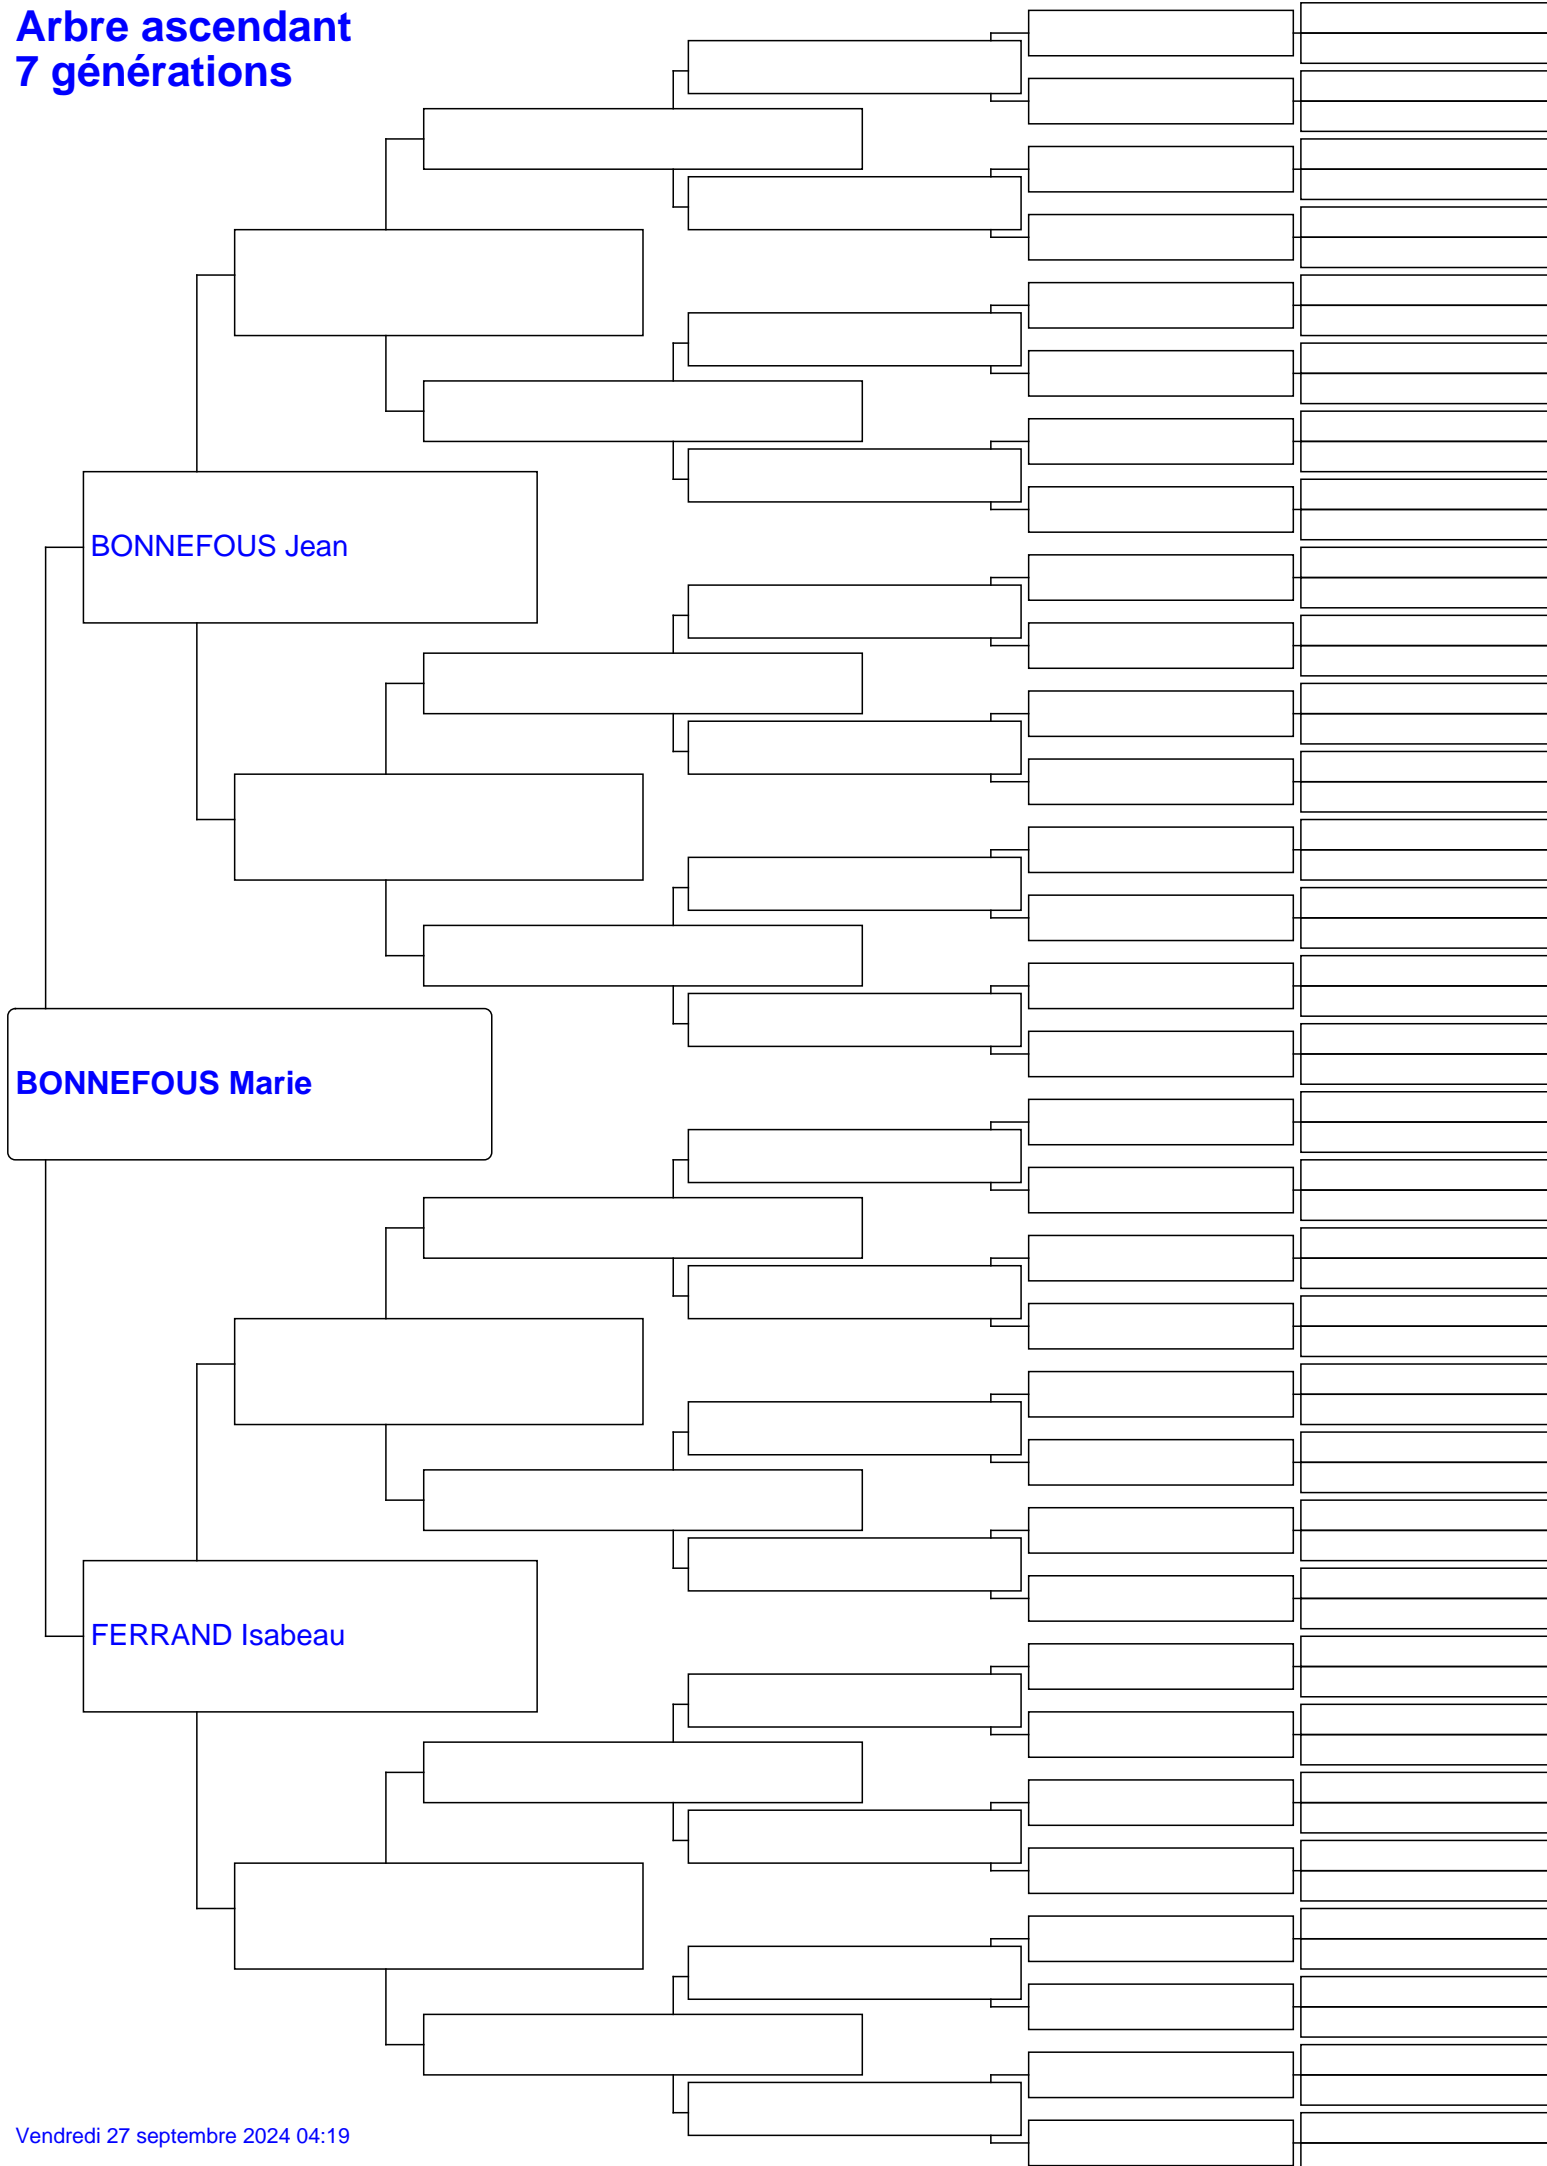 Arbre ascendant
7 générations
BONNEFOUS Jean
BONNEFOUS Marie
FERRAND Isabeau
Vendredi 27 septembre 2024 04:19